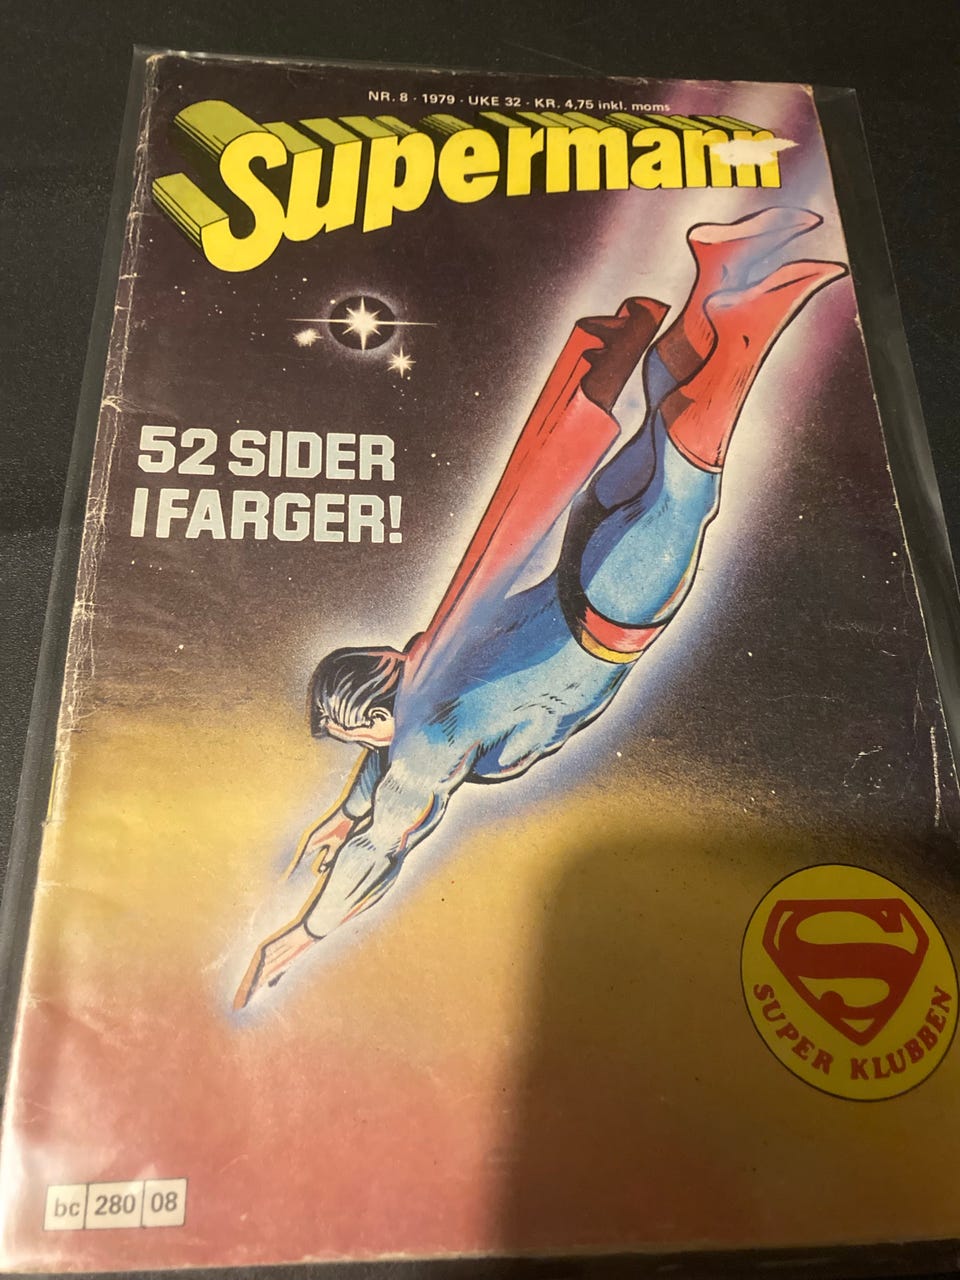 NR. 8 · 1979 · UKE 32 · KR. 4,75 inkl. moms
Supermann
52 SIDER
I FARGER!
S
SUPER KLUBBEN
bc 280 08